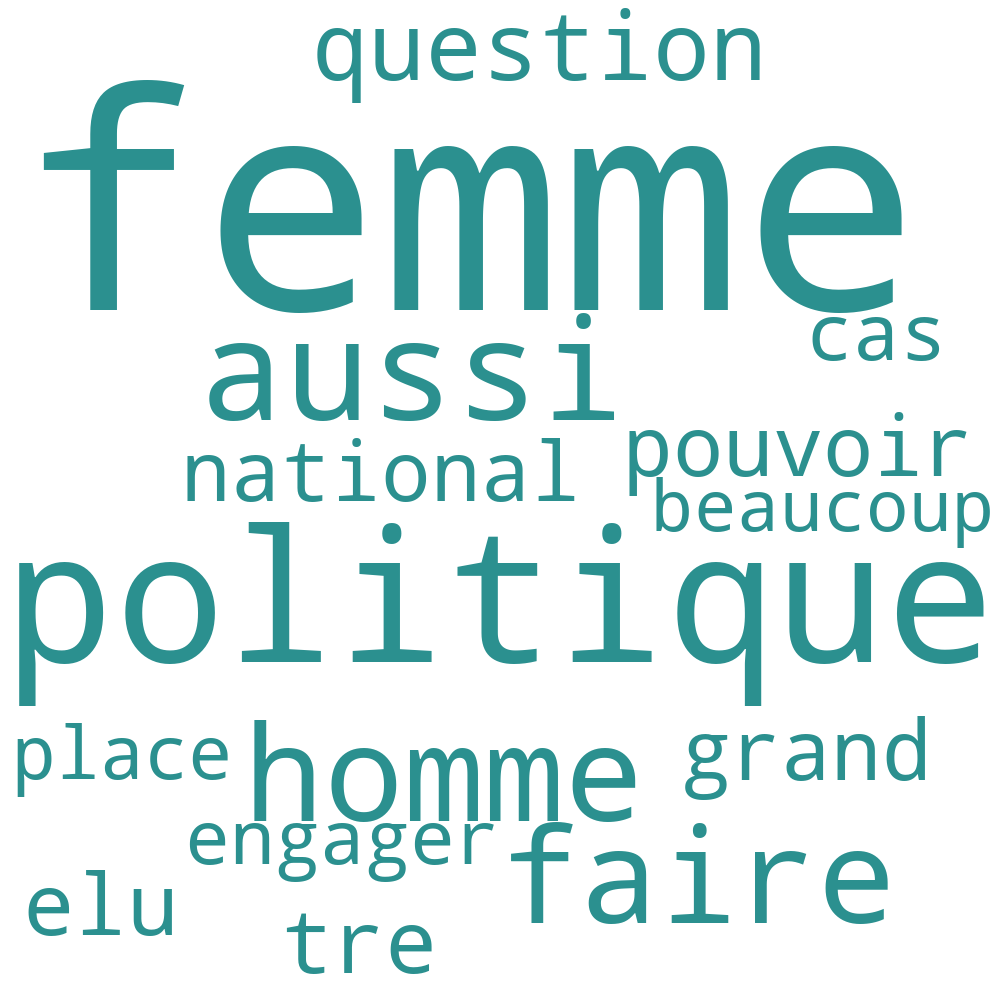 question
femme
cas
aussi
pouvoir
national
beaucoup
politique
place
homme
grand
engager
faire
elu
tre